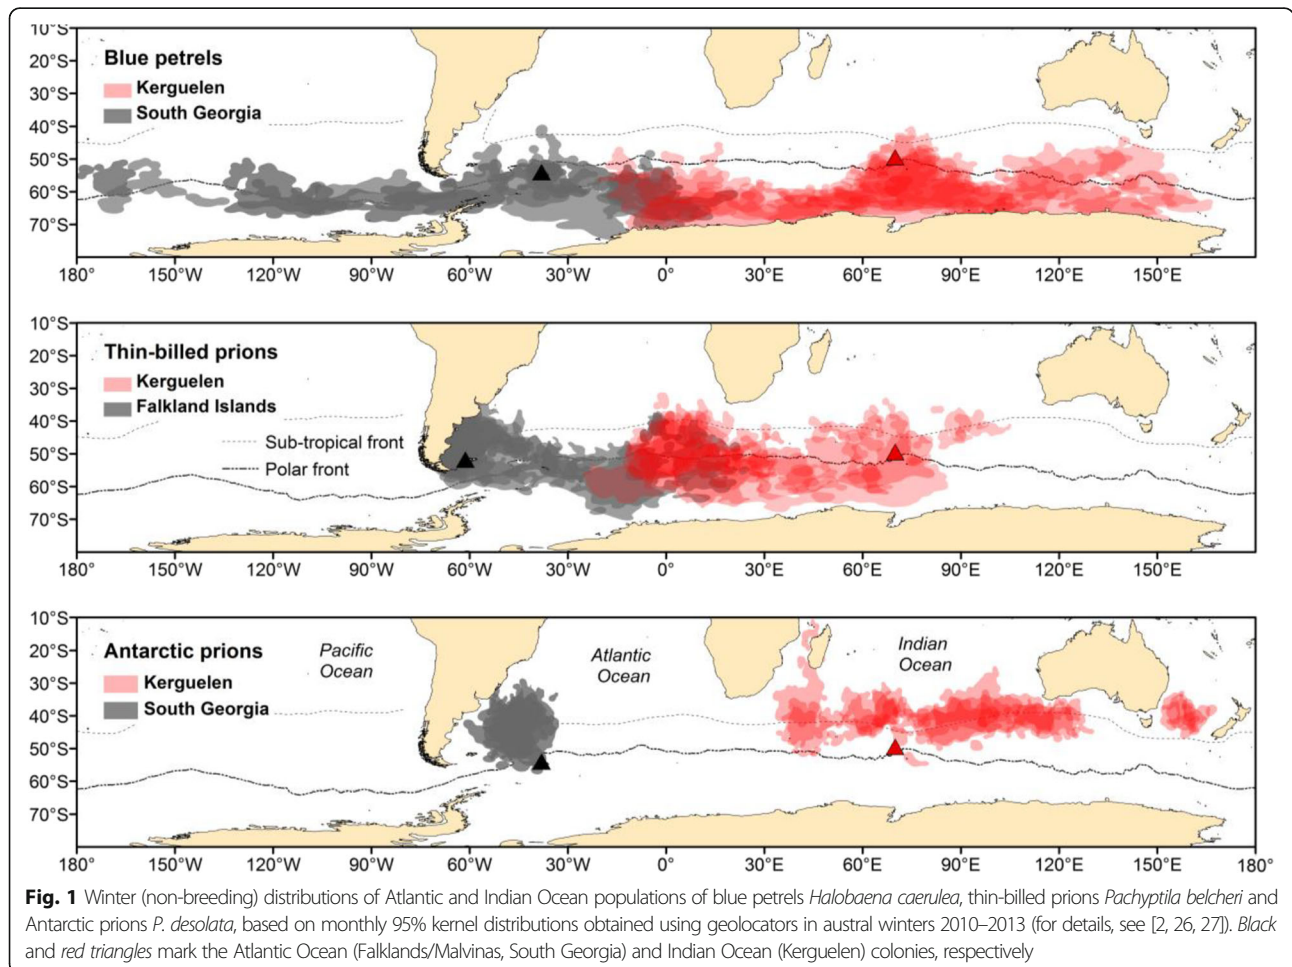 10°S
Blue petrels
20°S
Kerguelen
30°S
South Georgia
40°S
50°S
60°S
70°S
180° 150°W 120°W 90°W 60°W 30°W 0° 30°E 60°E 90°E 120°E 150°E 180°
10°S
Thin-billed prions
20°S
Kerguelen
30°S
Falkland Islands
40°S
Sub-tropical front
50°S
Polar front
60°S
70°S
180° 150°W 120°W 90°W 60°W 30°W 0° 30°E 60°E 90°E 120°E 150°E 180°
10°S
Antarctic prions
Pacific
Ocean
Atlantic
Ocean
Indian
Ocean
20°S
Kerguelen
30°S
South Georgia
40°S
50°S
60°S
70°S
180° 150°W 120°W 90°W 60°W 30°W 0° 30°E 60°E 90°E 120°E 150°E 180°
Fig. 1 Winter (non-breeding) distributions of Atlantic and Indian Ocean populations of blue petrels Halobaena caerulea, thin-billed prions Pachyptila belcheri and
Antarctic prions P. desolata, based on monthly 95% kernel distributions obtained using geolocators in austral winters 2010–2013 (for details, see [2, 26, 27]). Black
and red triangles mark the Atlantic Ocean (Falklands/Malvinas, South Georgia) and Indian Ocean (Kerguelen) colonies, respectively